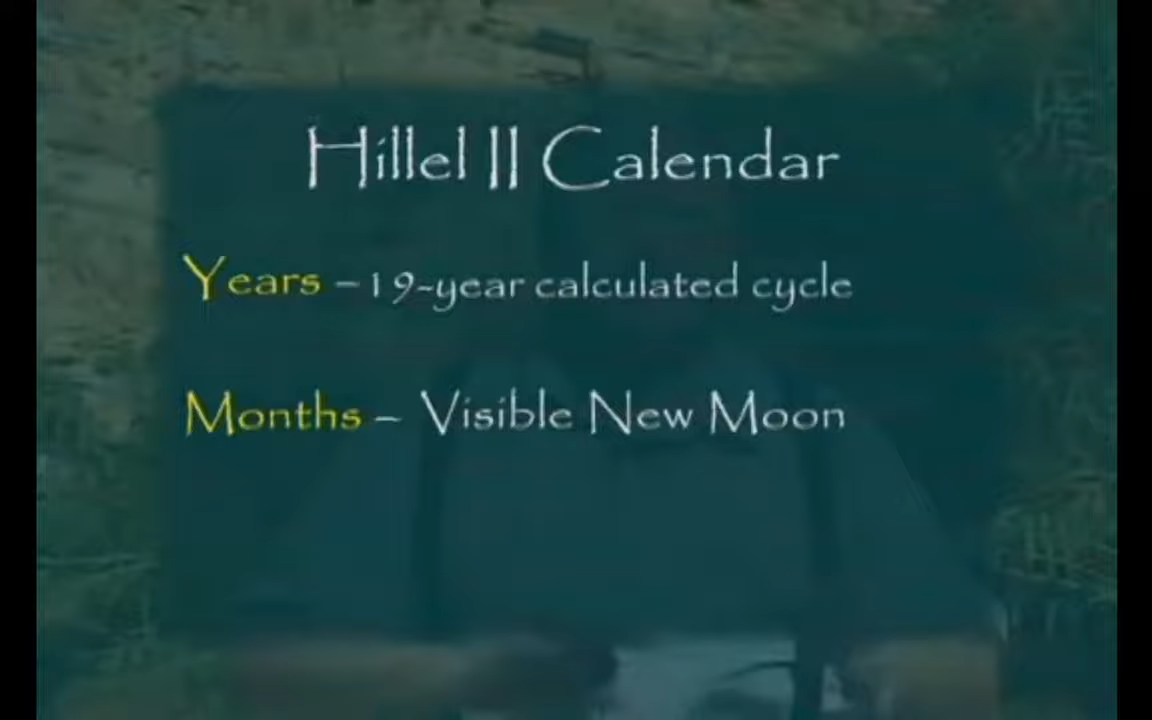 Hillel II Calendar
Years – 19-year calculated cycle
Months – Visible New Moon